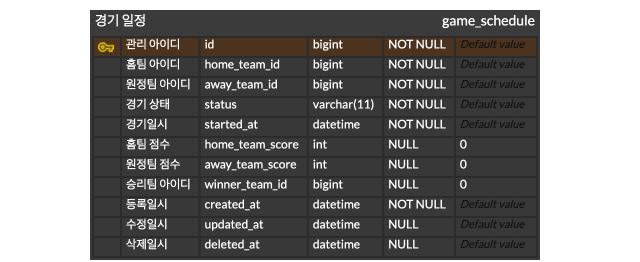 경기 일정 game_schedule
관리 아이디 id bigint NOT NULL Default value
홈팀 아이디 home_team_id bigint NOT NULL Default value
원정팀 아이디 away_team_id bigint NOT NULL Default value
경기 상태 status varchar(11) NOT NULL Default value
경기일시 started_at datetime NOT NULL Default value
홈팀 점수 home_team_score int NULL 0
원정팀 점수 away_team_score int NULL 0
승리팀 아이디 winner_team_id bigint NULL 0
등록일시 created_at datetime NOT NULL Default value
수정일시 updated_at datetime NULL Default value
삭제일시 deleted_at datetime NULL Default value